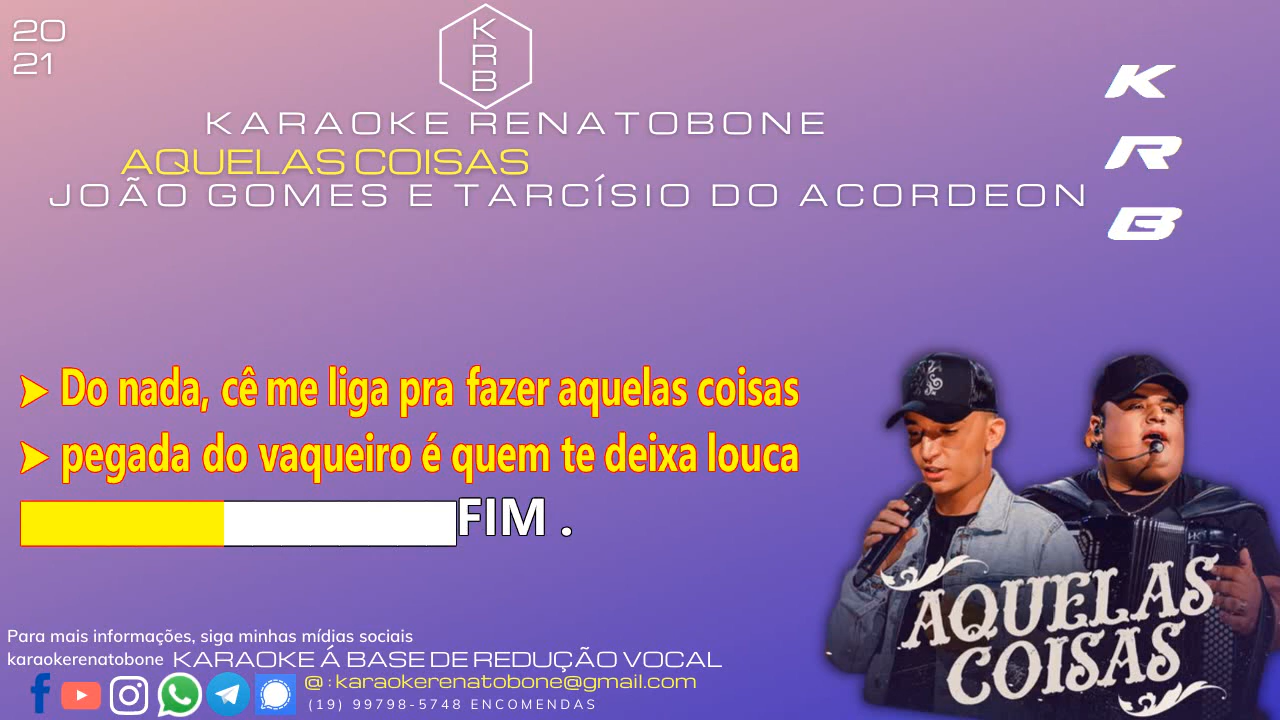 20
21
K
R
B
KARAOKE RENATOBONE
AQUELAS COISAS
JOÃO GOMES E TARCÍSIO DO ACORDEON
K
R
B
➤ Do nada, cê me liga pra fazer aquelas coisas
➤ pegada do vaqueiro é quem te deixa louca
FIM .
AQUELAS
COISAS
Para mais informações, siga minhas mídias sociais
karaokerenatobone KARAOKE Á BASE DE REDUÇÃO VOCAL
@ : karaokerenatobone@gmail.com
(19) 99798-5748 ENCOMENDAS